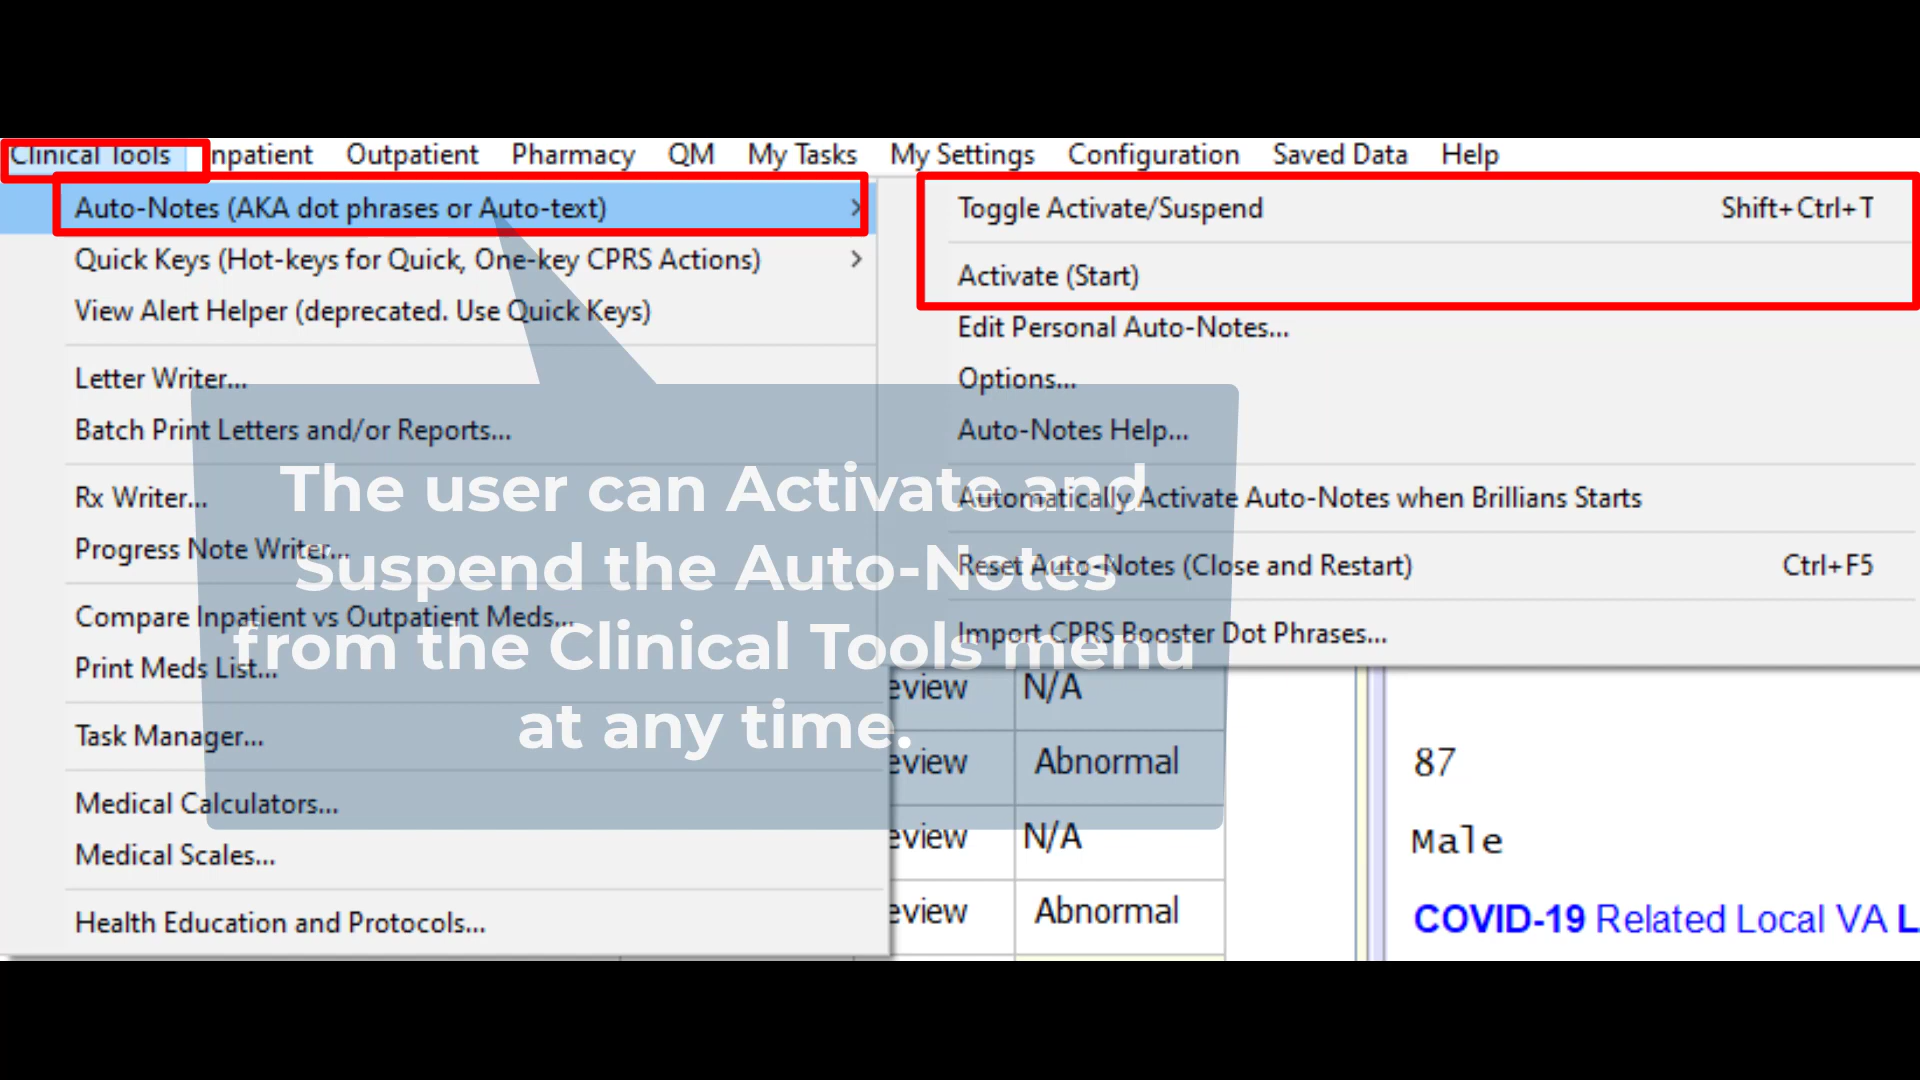 Clinical Tools npatient Outpatient Pharmacy QM My Tasks My Settings Configuration Saved Data Help
Auto-Notes (AKA dot phrases or Auto-text)
Quick Keys (Hot-keys for Quick, One-key CPRS Actions)
View Alert Helper (deprecated. Use Quick Keys)
Letter Writer...
Batch Print Letters and/or Reports...
Rx Writer...
Progress Note Writer...
Compare Inpatient vs Outpatient Meds...
Print Meds List...
Task Manager...
Medical Calculators...
Medical Scales...
Health Education and Protocols...
Toggle Activate/Suspend Shift+Ctrl+T
Activate (Start)
Edit Personal Auto-Notes...
Options...
Auto-Notes Help...
Automatically Activate Auto-Notes when Brillians Starts
Reset Auto-Notes (Close and Restart) Ctrl+F5
Import CPRS Booster Dot Phrases...
The user can Activate and
Suspend the Auto-Notes
from the Clinical Tools menu
at any time.
eview N/A
eview Abnormal
eview N/A
eview Abnormal
87
Male
COVID-19 Related Local VA L